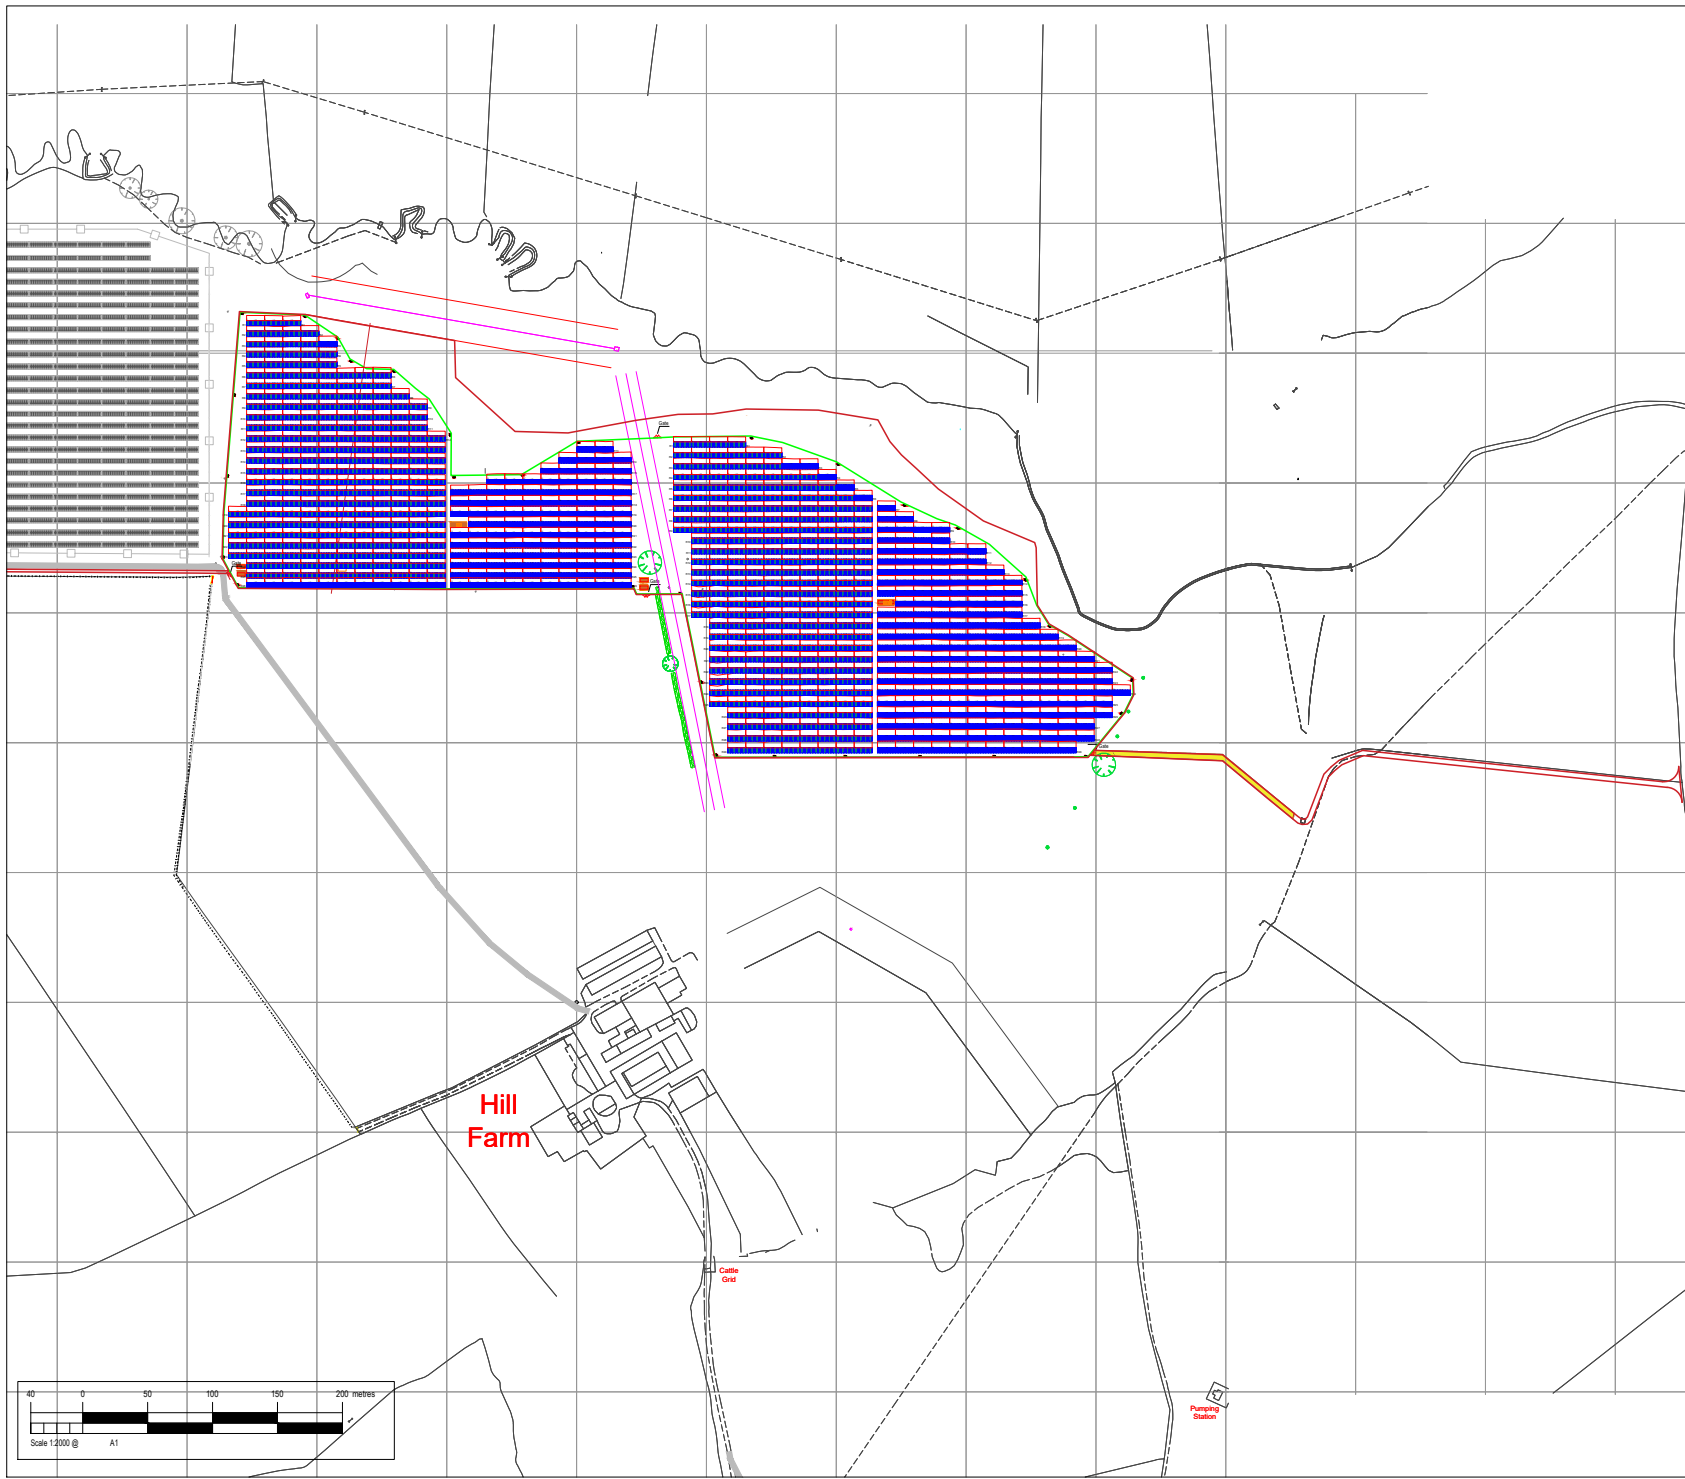 Gate
Gate
Gate
Gate
Hill
Farm
Cattle
Grid
Pumping
Station
40 0 50 100 150 200 metres
Scale 1:2000 @ A1